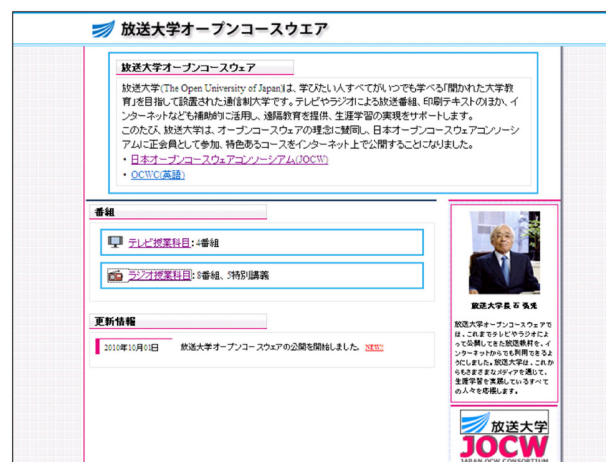 放送大学オープンコースウエア
放送大学オープンコースウェア
放送大学(The Open University of Japan)は、学びたい人すべてがいつでも学べる「開かれた大学教
育」を目指して設置された通信制大学です。テレビやラジオによる放送番組、印刷テキストのほか、イ
ンターネットなども補助的に活用し、遠隔教育を提供、生涯学習の実現をサポートします。
このたび、放送大学は、オープンコースウェアの理念に賛同し、日本オープンコースウェアコンソーシ
アムに正会員として参加、特色あるコースをインターネット上で公開することになりました。
・日本オープンコースウェアコンソーシアム(JOCW)
・OCWC(英語)
番組
テレビ授業科目:4番組
ラジオ授業科目:8番組、5特別講義
更新情報
2010年10月01日 放送大学オープンコースウェアの公開を開始しました。 NEW!!
放送大学長 石 弘光
放送大学オープンコースウェアで
は、これまでテレビやラジオによ
って公開してきた放送教材を、イ
ンターネットからでも利用できるよ
うにしました。放送大学は、これか
らもさまざまなメディアを通じて、
生涯学習を実践しているすべて
の人々を応援します。
放送大学
JOCW
JAPAN OCW CONSORTIUM